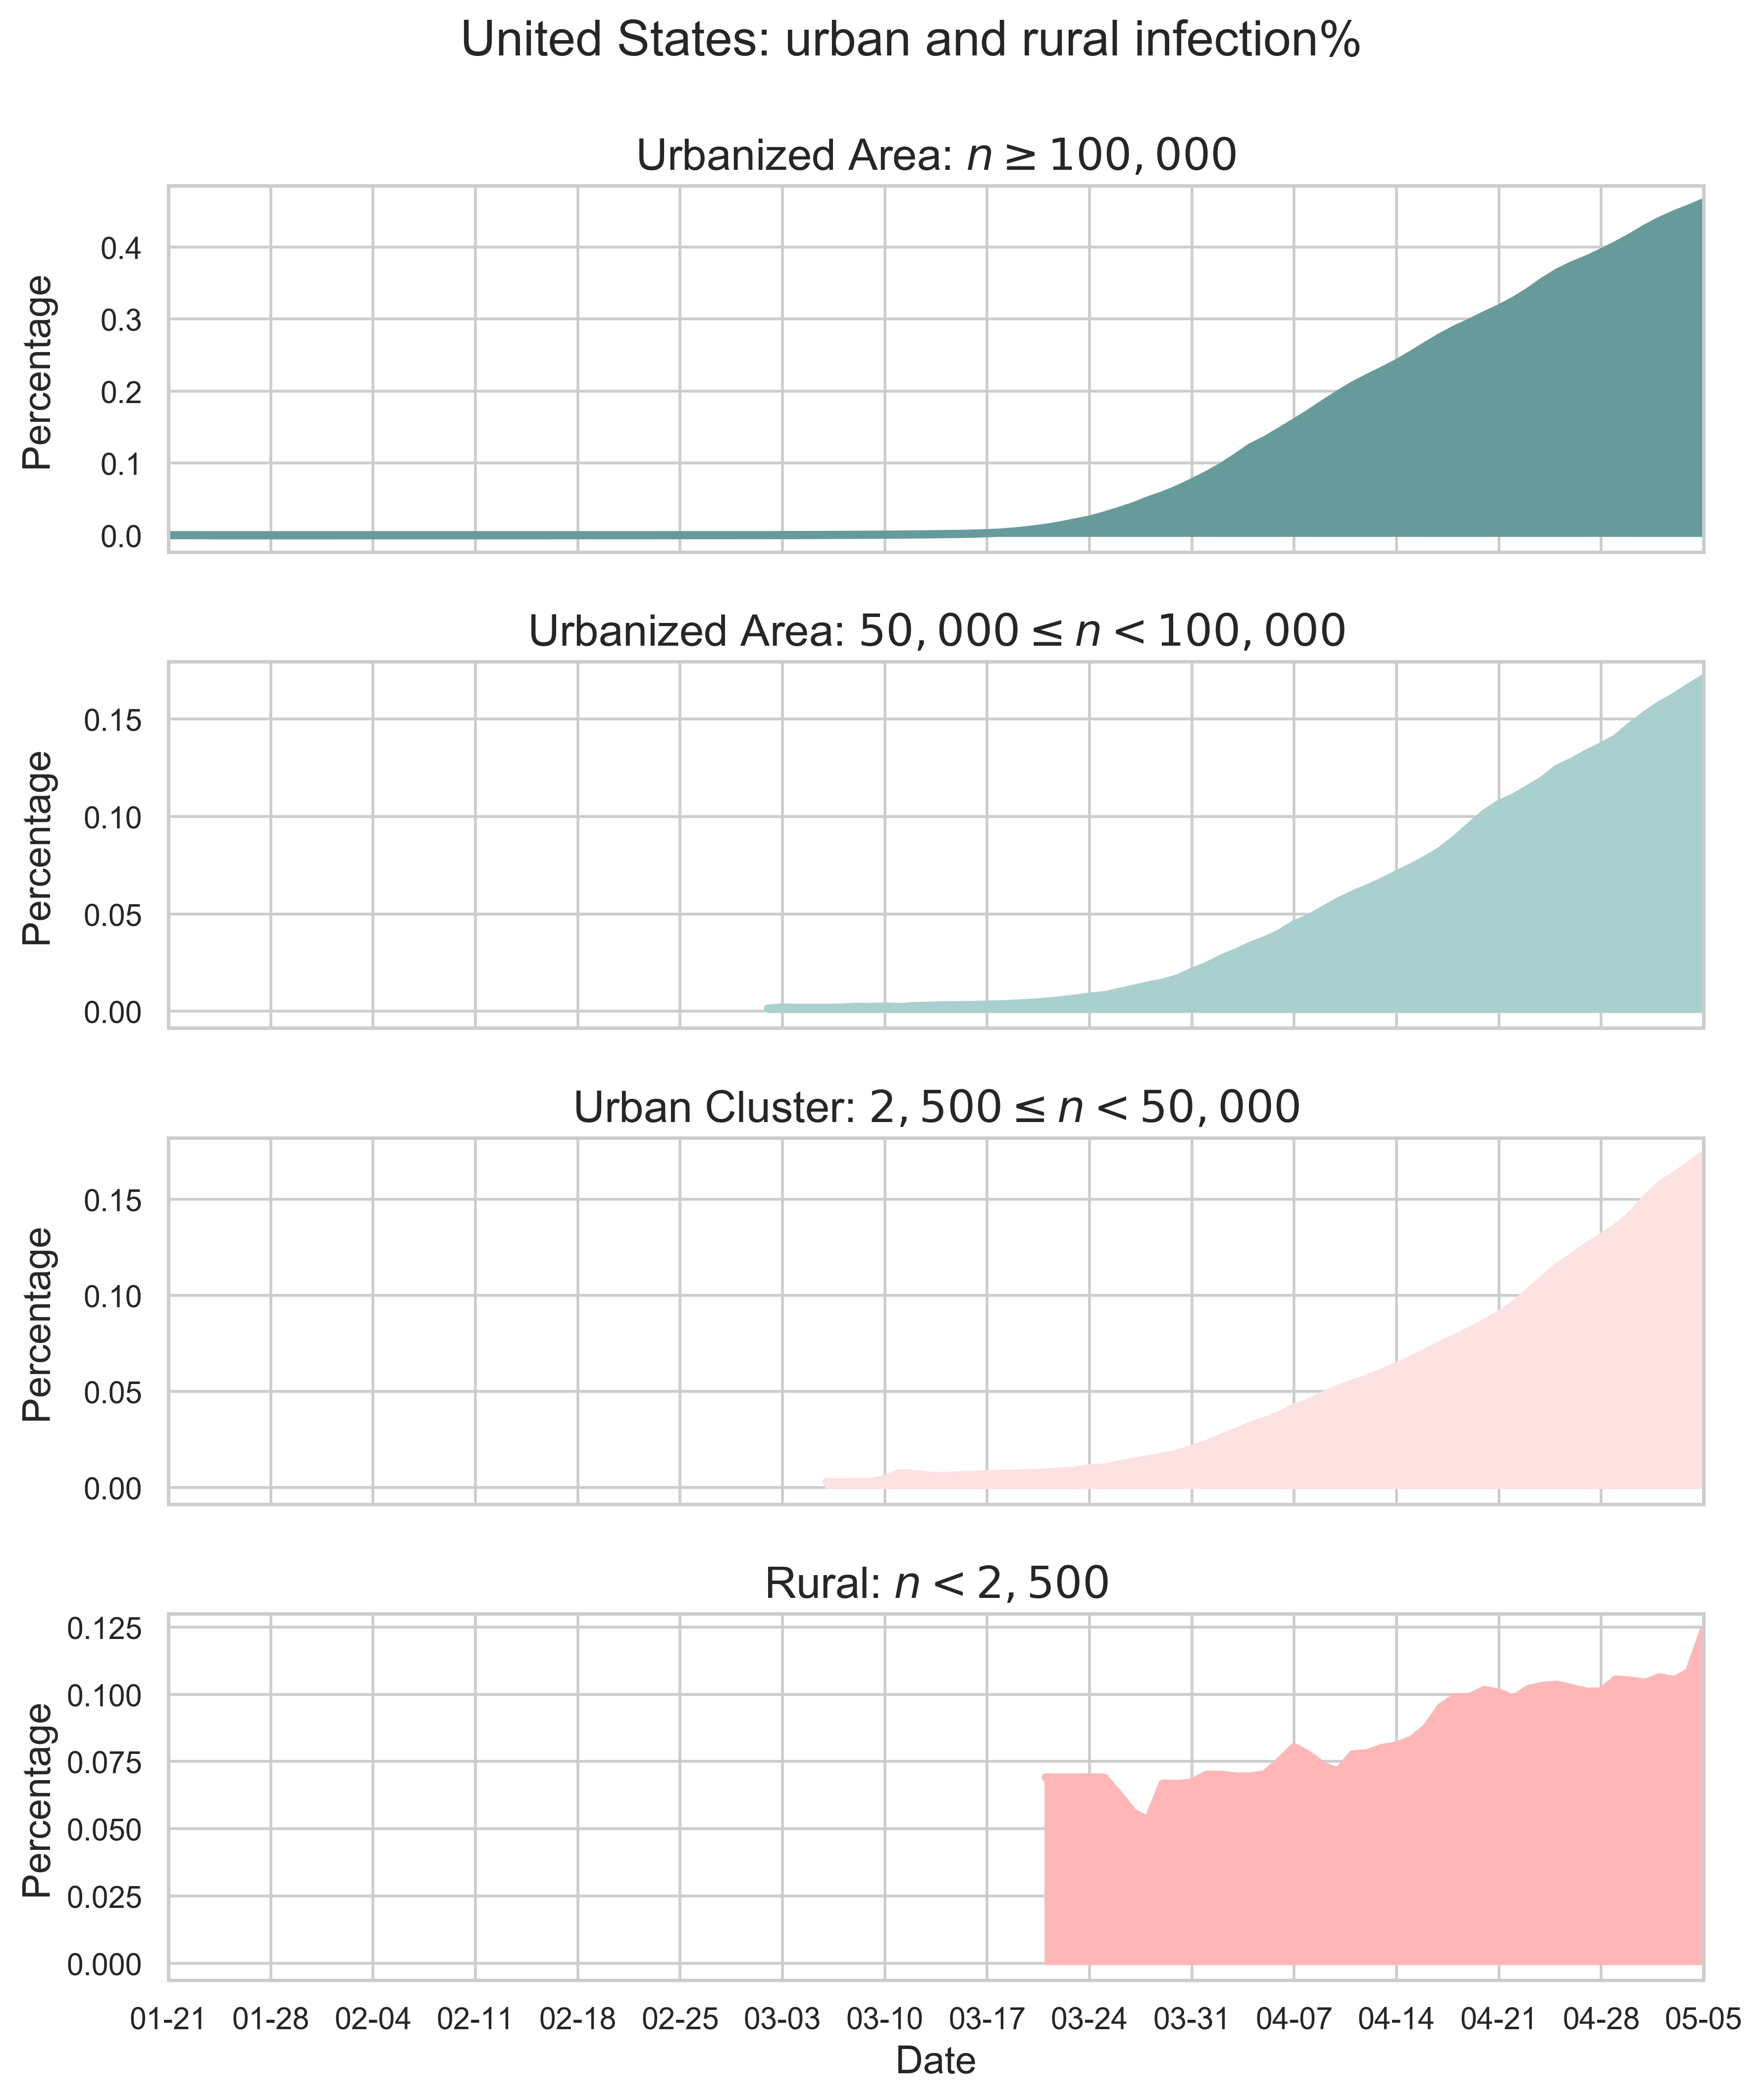 United States: urban and rural infection%
Urbanized Area: n ≥ 100, 000
Percentage
0.4
0.3
0.2
0.1
0.0
Urbanized Area: 50, 000 ≤ n < 100, 000
Percentage
0.15
0.10
0.05
0.00
Urban Cluster: 2, 500 ≤ n < 50, 000
Percentage
0.15
0.10
0.05
0.00
Rural: n < 2, 500
Percentage
0.125
0.100
0.075
0.050
0.025
0.000
01-21 01-28 02-04 02-11 02-18 02-25 03-03 03-10 03-17 03-24 03-31 04-07 04-14 04-21 04-28 05-05
Date